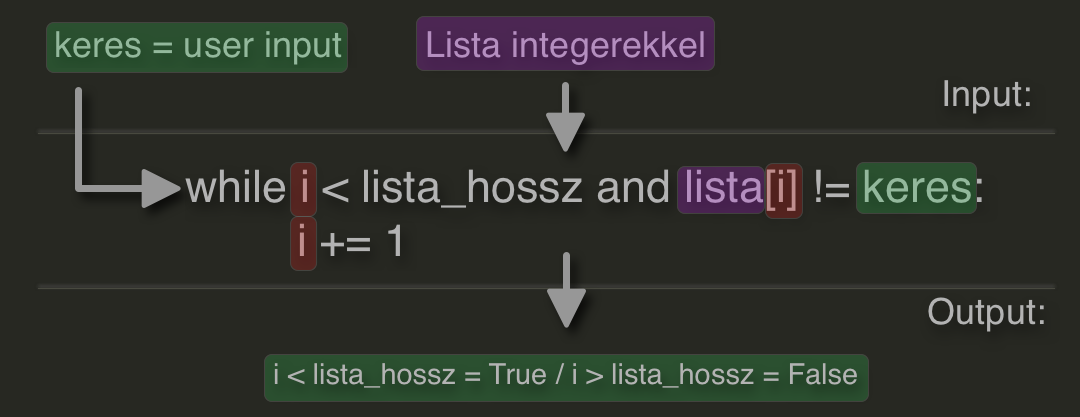 keres = user input
Lista integerekkel
Input:
while i < lista_hossz and lista[i] != keres:
i += 1
Output:
i < lista_hossz = True / i > lista_hossz = False